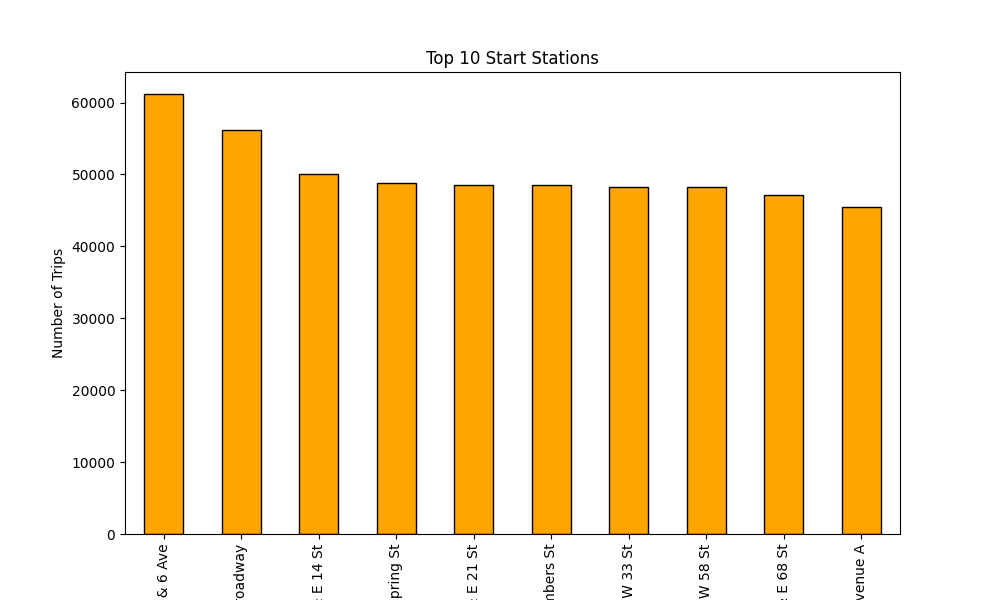 Top 10 Start Stations
Number of Trips
60000
50000
40000
30000
20000
10000
0
& 6 Ave
roadway
E 14 St
pring St
E 21 St
nbers St
W 33 St
W 58 St
E 68 St
venue A